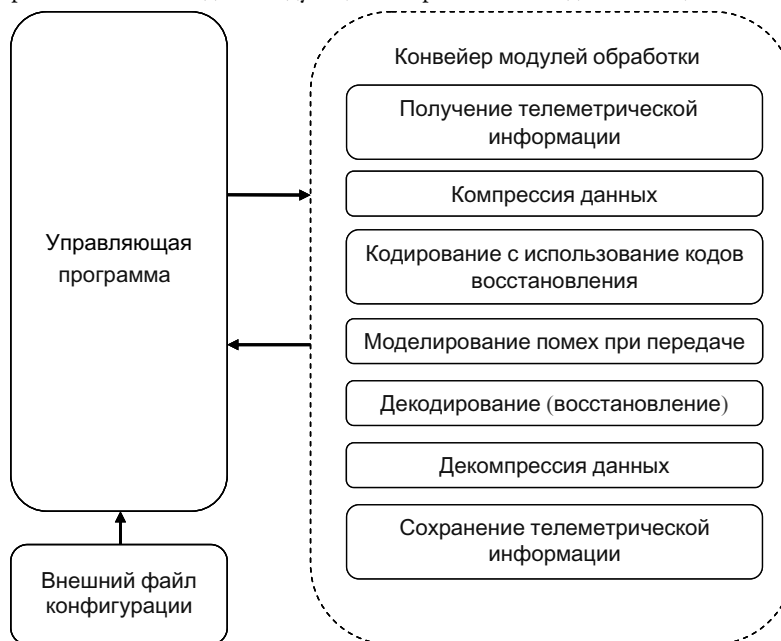 Конвейер модулей обработки
Получение телеметрической
информации
Компрессия данных
Кодирование с использование кодов
восстановления
Моделирование помех при передаче
Декодирование (восстановление)
Декомпрессия данных
Сохранение телеметрической
информации
Управляющая
программа
Внешний файл
конфигурации